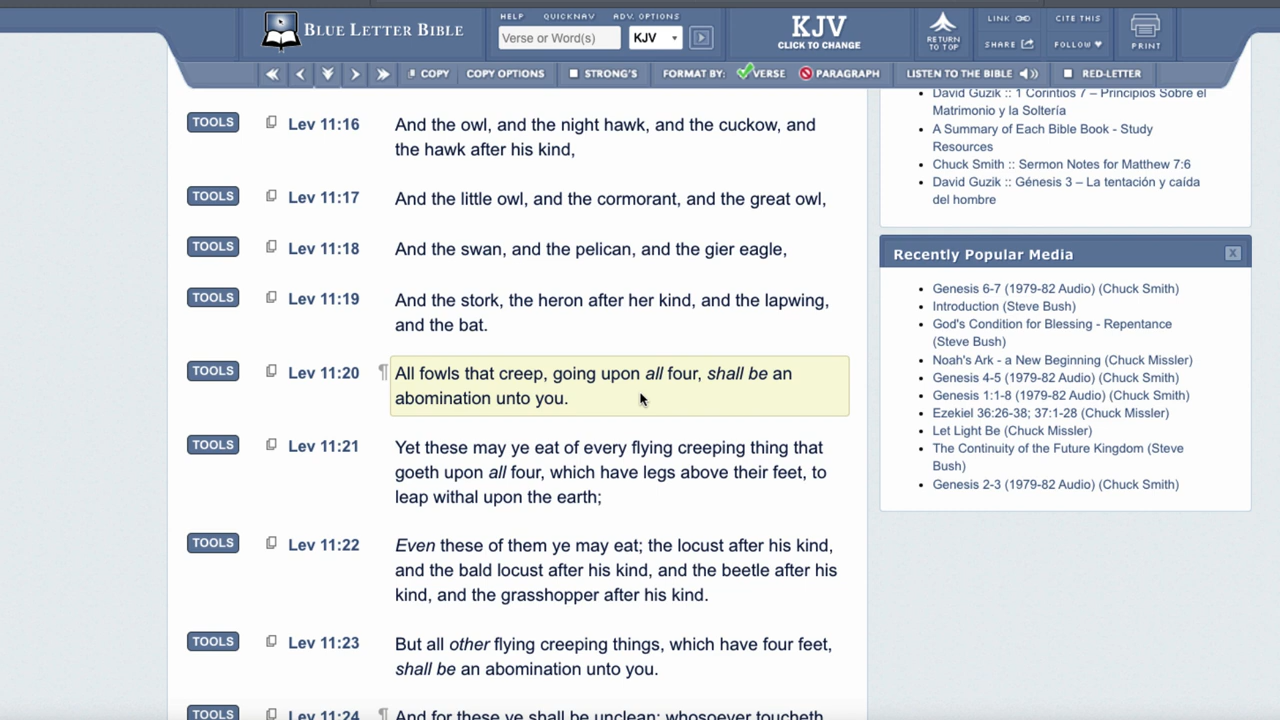 BLUE LETTER BIBLE
HELP QUICKNAV ADV. OPTIONS
Verse or Word(s) KJV
KJV
CLICK TO CHANGE
RETURN
TO TOP
LINK
SHARE
CITE THIS
FOLLOW
PRINT
COPY COPY OPTIONS STRONG'S FORMAT BY: VERSE PARAGRAPH LISTEN TO THE BIBLE RED-LETTER
TOOLS Lev 11:16 And the owl, and the night hawk, and the cuckow, and
the hawk after his kind,
TOOLS Lev 11:17 And the little owl, and the cormorant, and the great owl,
TOOLS Lev 11:18 And the swan, and the pelican, and the gier eagle,
TOOLS Lev 11:19 And the stork, the heron after her kind, and the lapwing,
and the bat.
TOOLS Lev 11:20 ¶ All fowls that creep, going upon all four, shall be an
abomination unto you.
TOOLS Lev 11:21 Yet these may ye eat of every flying creeping thing that
goeth upon all four, which have legs above their feet, to
leap withal upon the earth;
TOOLS Lev 11:22 Even these of them ye may eat; the locust after his kind,
and the bald locust after his kind, and the beetle after his
kind, and the grasshopper after his kind.
TOOLS Lev 11:23 But all other flying creeping things, which have four feet,
shall be an abomination unto you.
TOOLS Lev 11:24 ¶ And for these ye shall be unclean: whosoever toucheth
David Guzik :: 1 Corintios 7 – Principios Sobre el
Matrimonio y la Soltería
A Summary of Each Bible Book - Study
Resources
Chuck Smith :: Sermon Notes for Matthew 7:6
David Guzik :: Génesis 3 – La tentación y caída
del hombre
Recently Popular Media X
Genesis 6-7 (1979-82 Audio) (Chuck Smith)
Introduction (Steve Bush)
God's Condition for Blessing - Repentance
(Steve Bush)
Noah's Ark - a New Beginning (Chuck Missler)
Genesis 4-5 (1979-82 Audio) (Chuck Smith)
Genesis 1:1-8 (1979-82 Audio) (Chuck Smith)
Ezekiel 36:26-38; 37:1-28 (Chuck Missler)
Let Light Be (Chuck Missler)
The Continuity of the Future Kingdom (Steve
Bush)
Genesis 2-3 (1979-82 Audio) (Chuck Smith)